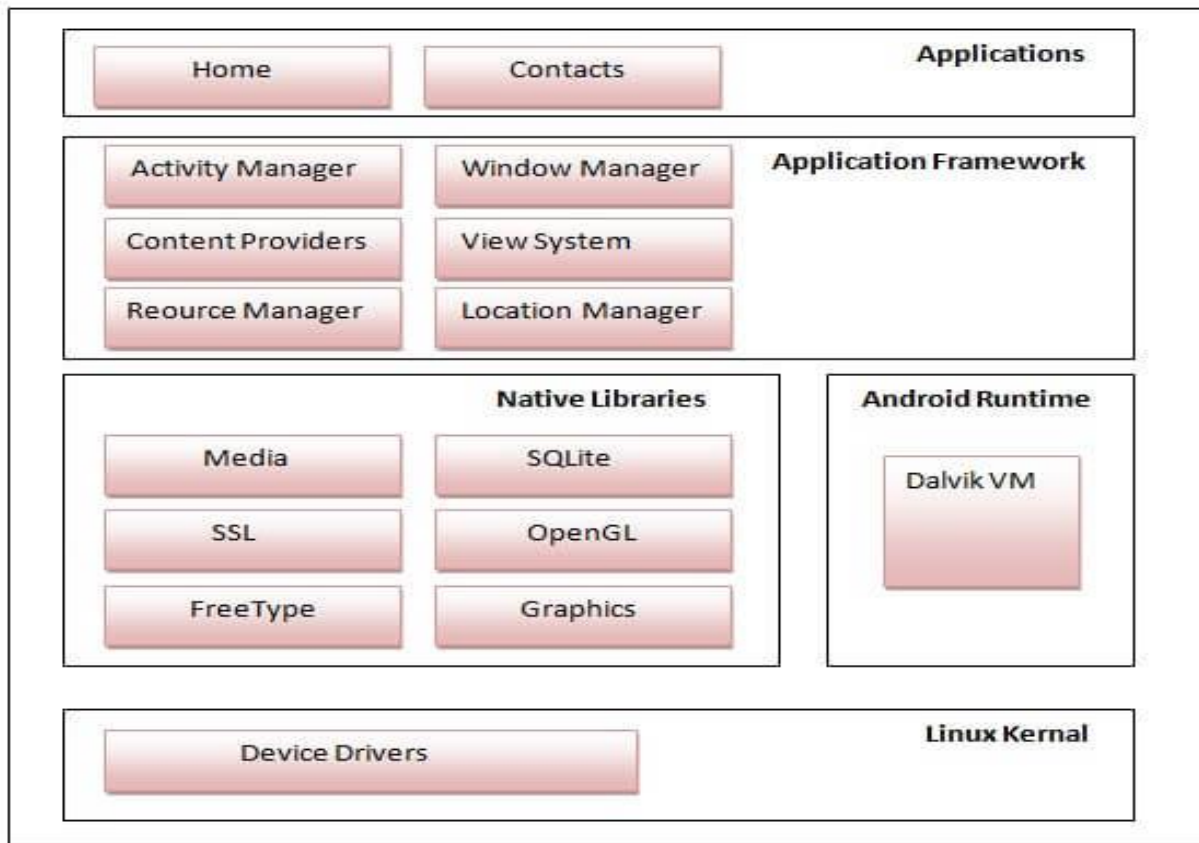 Applications
Home
Contacts
Application Framework
Activity Manager
Window Manager
Content Providers
View System
Reource Manager
Location Manager
Native Libraries
Media
SQLite
SSL
OpenGL
FreeType
Graphics
Android Runtime
Dalvik VM
Linux Kernal
Device Drivers